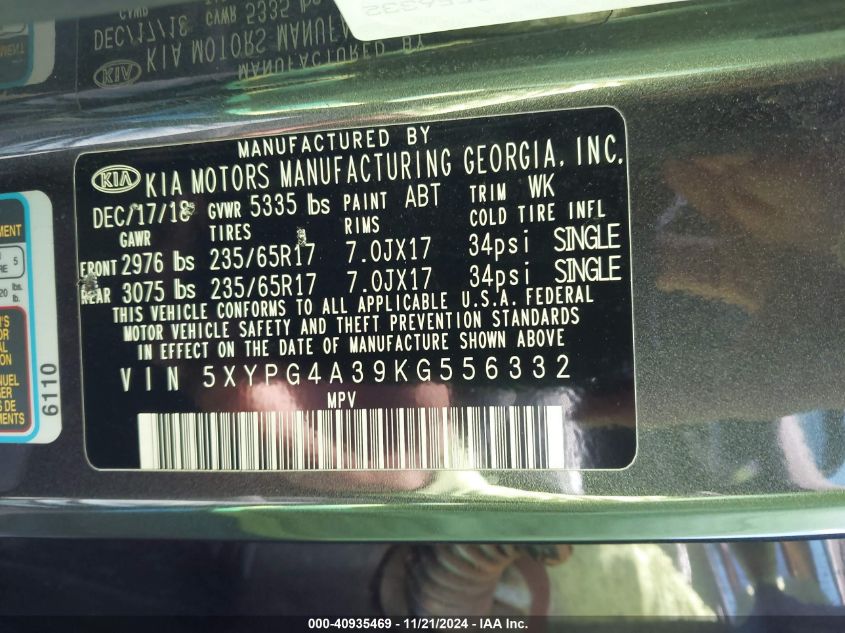 MANUFACTURED BY
KIA KIA MOTORS MANUFACTURING GEORGIA, INC.
DEC/17/18 GVWR 5335 lbs PAINT ABT TRIM WK
GAWR TIRES RIMS COLD TIRE INFL
FRONT 2976 lbs 235/65R17 7.0JX17 34psi SINGLE
REAR 3075 lbs 235/65R17 7.0JX17 34psi SINGLE
THIS VEHICLE CONFORMS TO ALL APPLICABLE U.S.A. FEDERAL
MOTOR VEHICLE SAFETY AND THEFT PREVENTION STANDARDS
IN EFFECT ON THE DATE OF MANUFACTURE SHOWN ABOVE
VIN 5XYPG4A39KG556332
MPV
6110
000-40935469 - 11/21/2024 - IAA Inc.